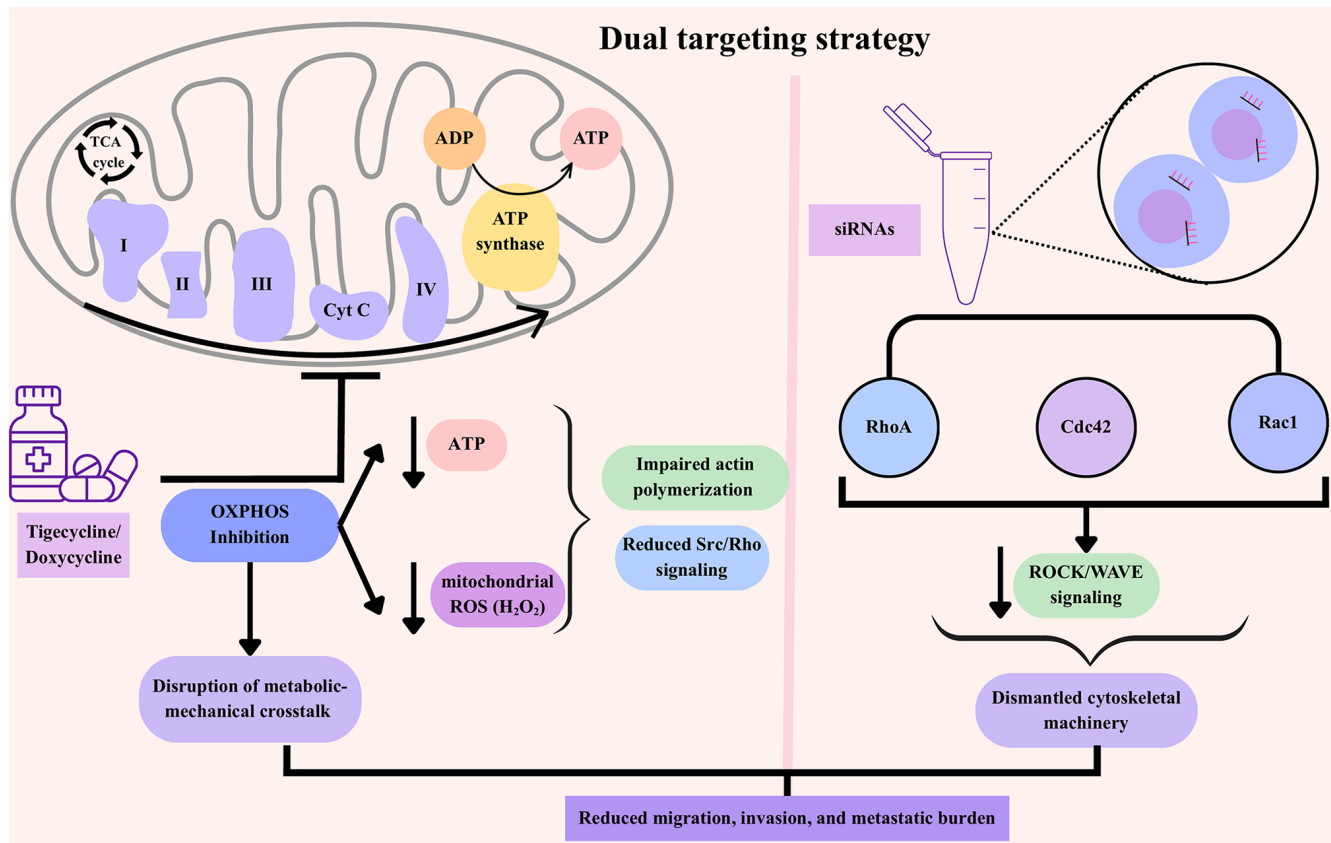 Dual targeting strategy
TCA
cycle
ADP
ATP
ATP
synthase
I
II
III
Cyt C
IV
siRNAs
RhoA
Cdc42
Rac1
Tigecycline/
Doxycycline
OXPHOS
Inhibition
ATP
mitochondrial
ROS (H₂O₂)
Impaired actin
polymerization
Reduced Src/Rho
signaling
ROCK/WAVE
signaling
Disruption of metabolic-
mechanical crosstalk
Dismantled cytoskeletal
machinery
Reduced migration, invasion, and metastatic burden